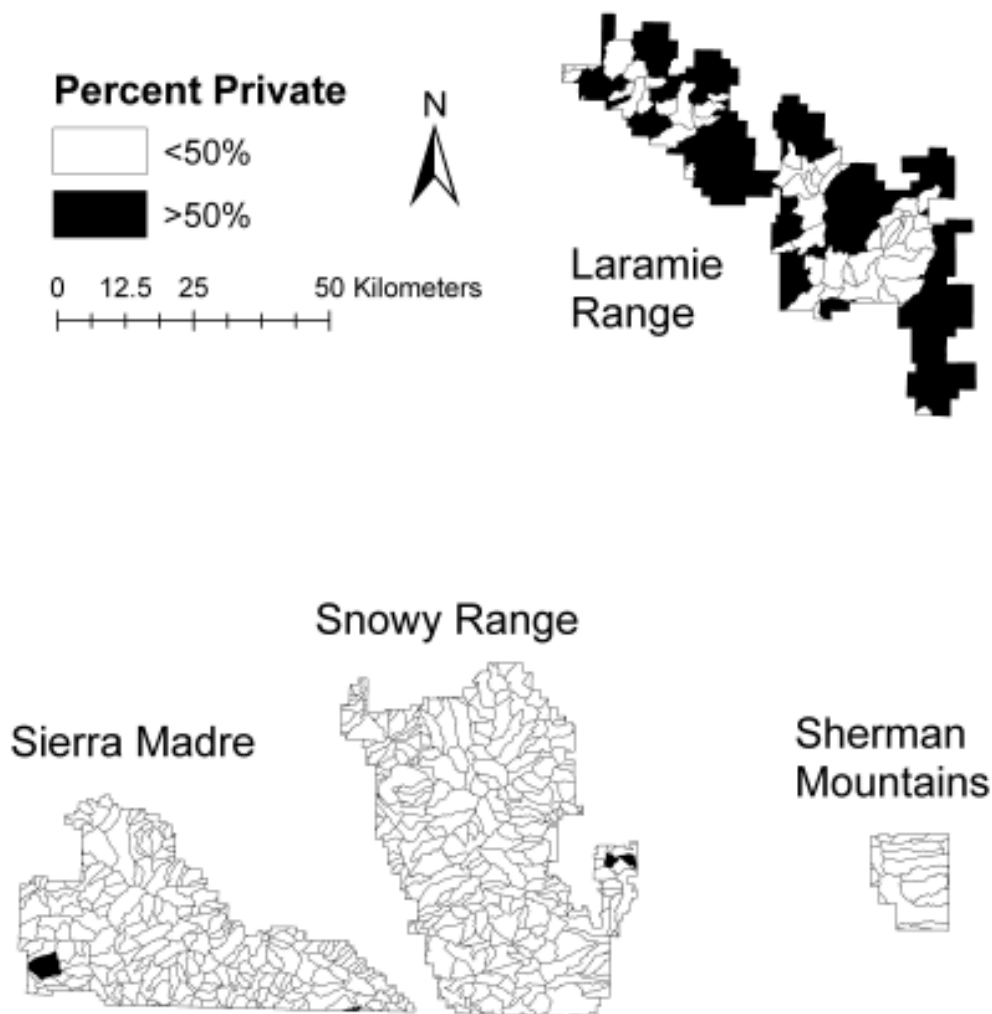 Percent Private
<50%
>50%
N
0 12.5 25 50 Kilometers
Laramie
Range
Snowy Range
Sierra Madre
Sherman
Mountains